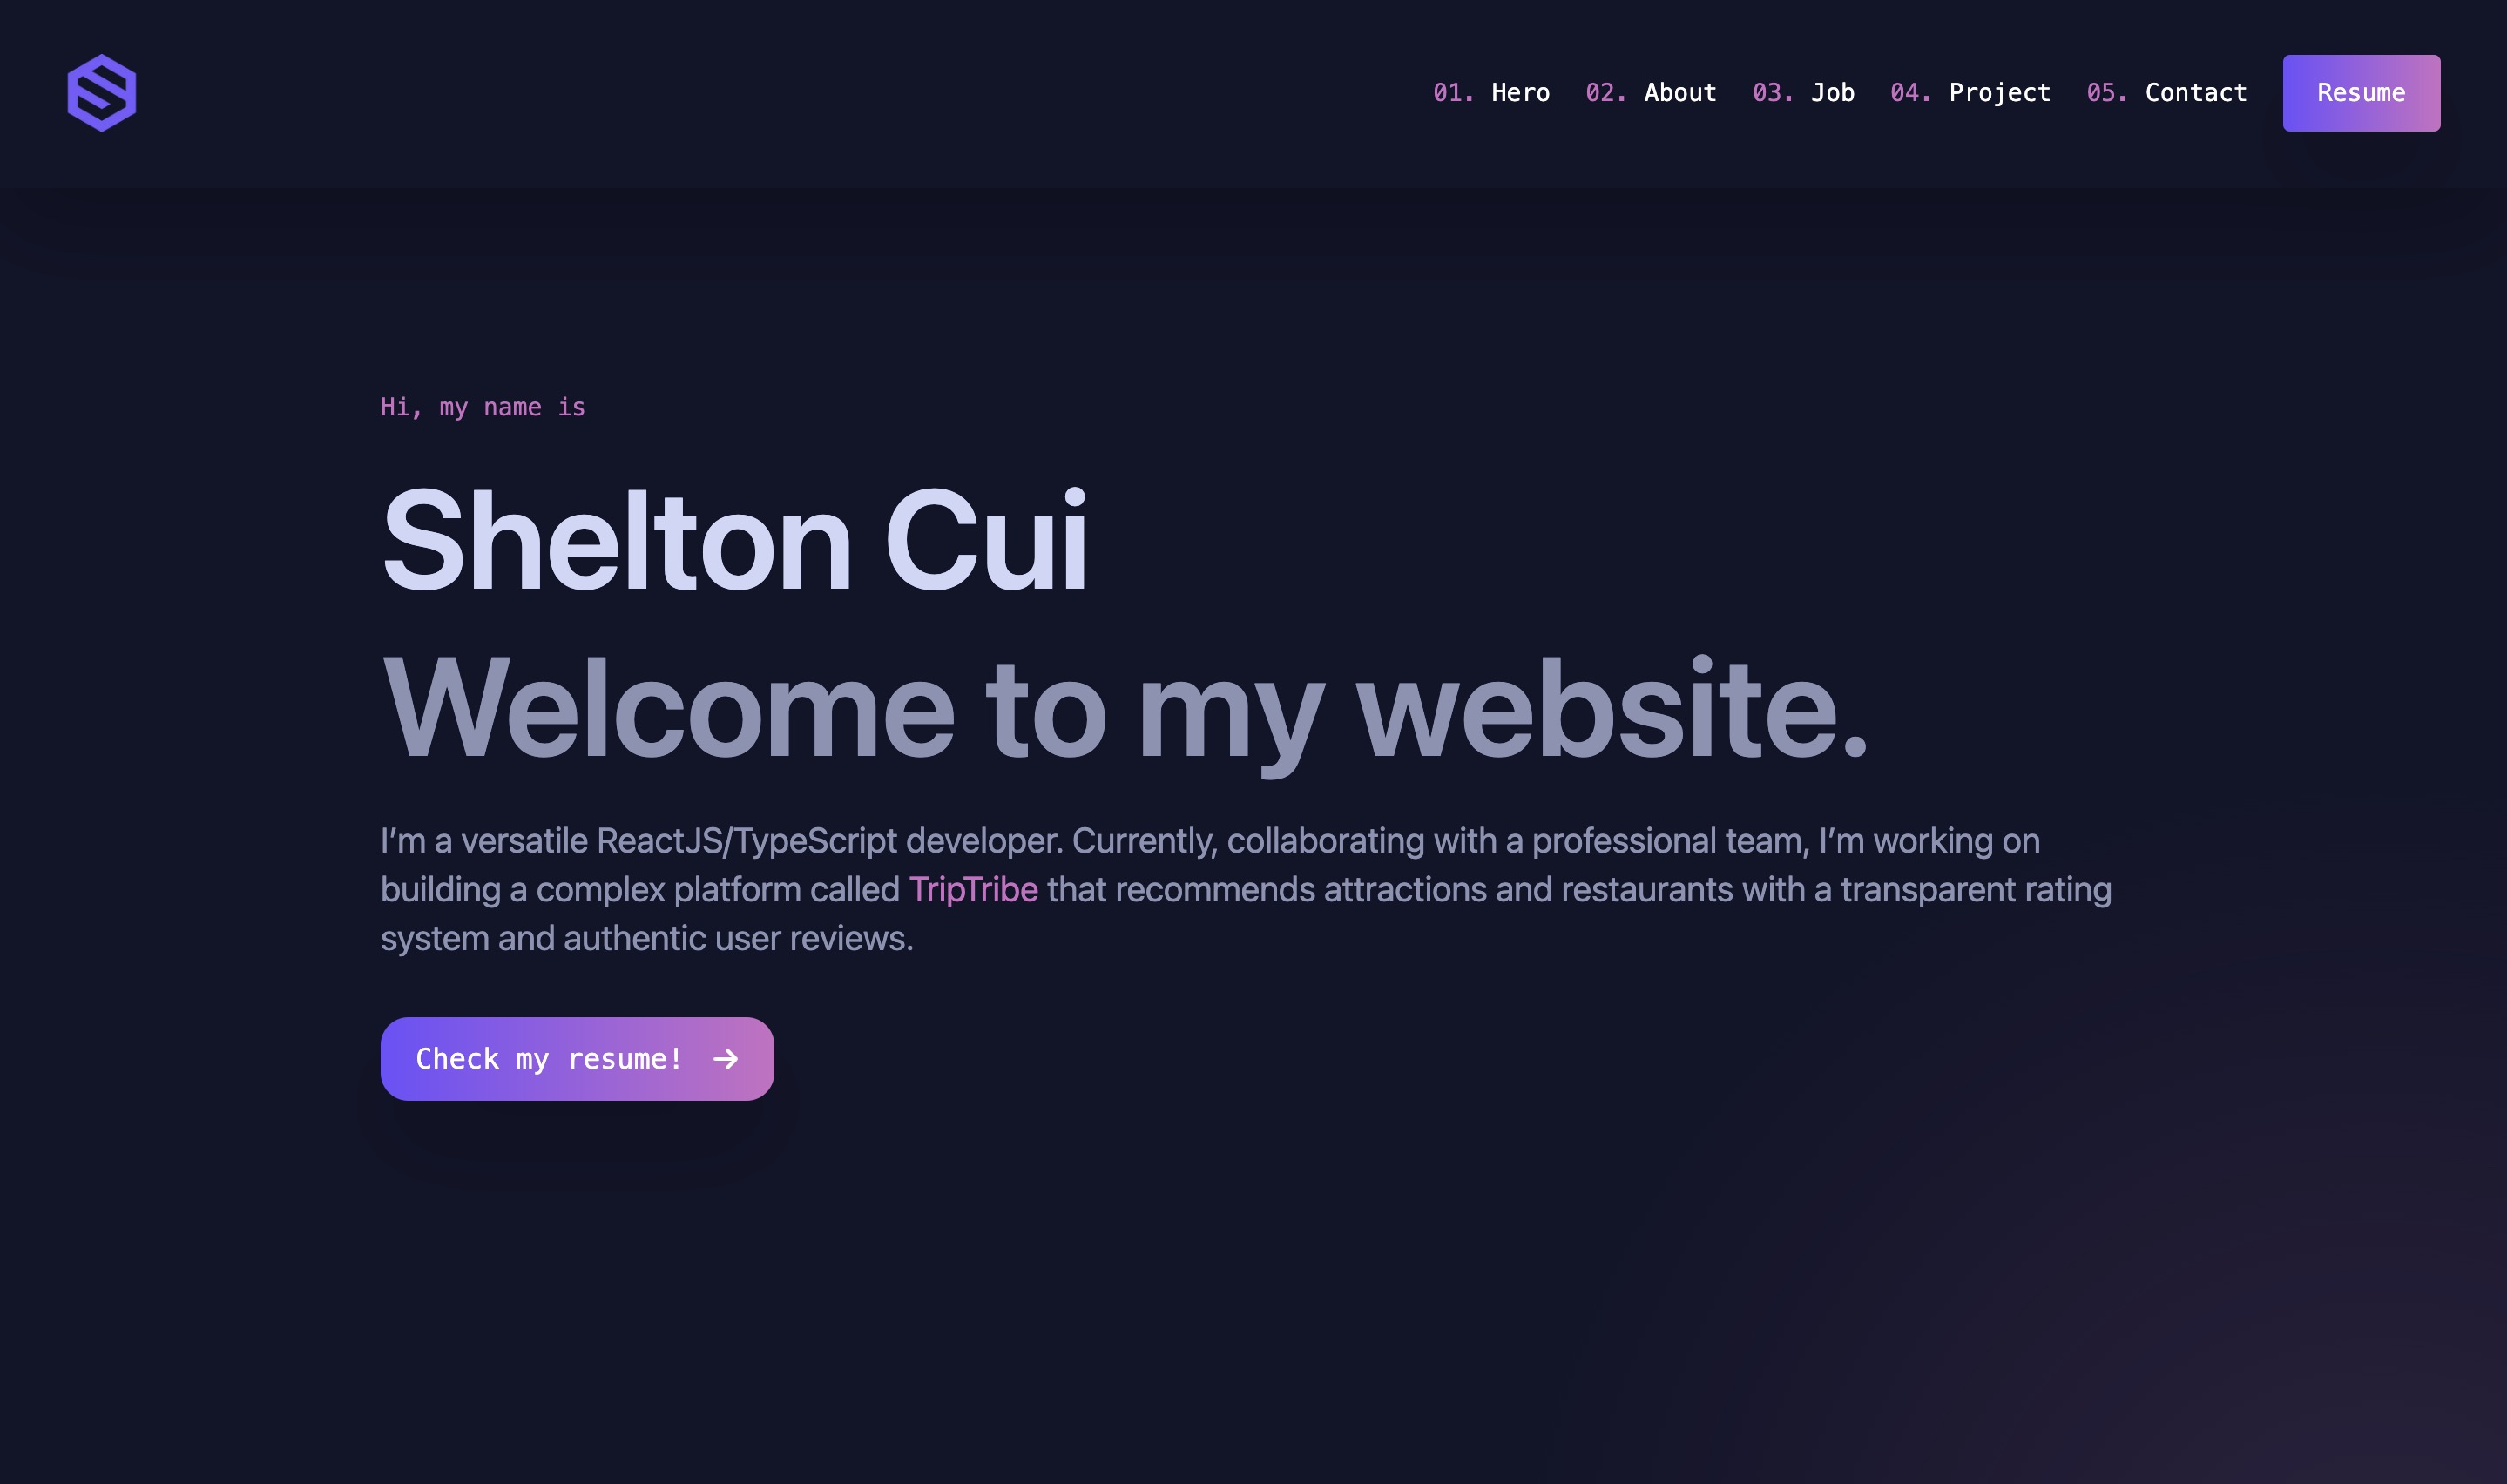 01. Hero 02. About 03. Job 04. Project 05. Contact Resume
Hi, my name is
Shelton Cui
Welcome to my website.
I’m a versatile ReactJS/TypeScript developer. Currently, collaborating with a professional team, I’m working on
building a complex platform called TripTribe that recommends attractions and restaurants with a transparent rating
system and authentic user reviews.
Check my resume! →